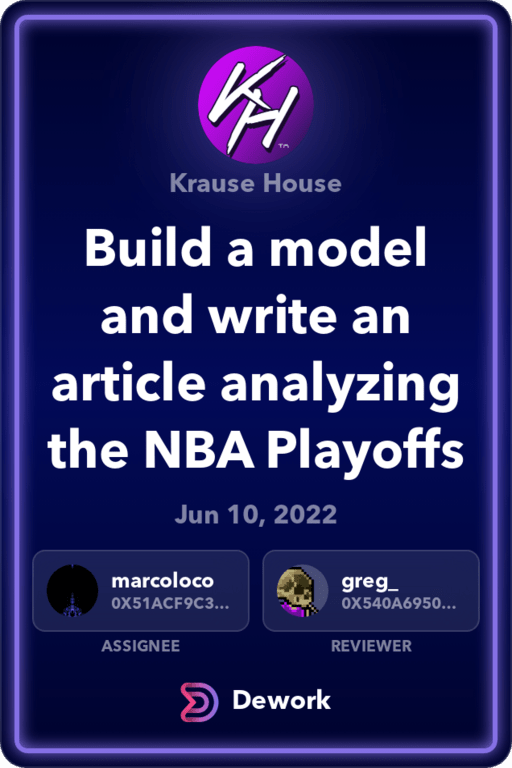 KH
TM
Krause House
Build a model
and write an
article analyzing
the NBA Playoffs
Jun 10, 2022
marcoloco
0X51ACF9C3...
greg_
0X540A6950...
ASSIGNEE
REVIEWER
Dework